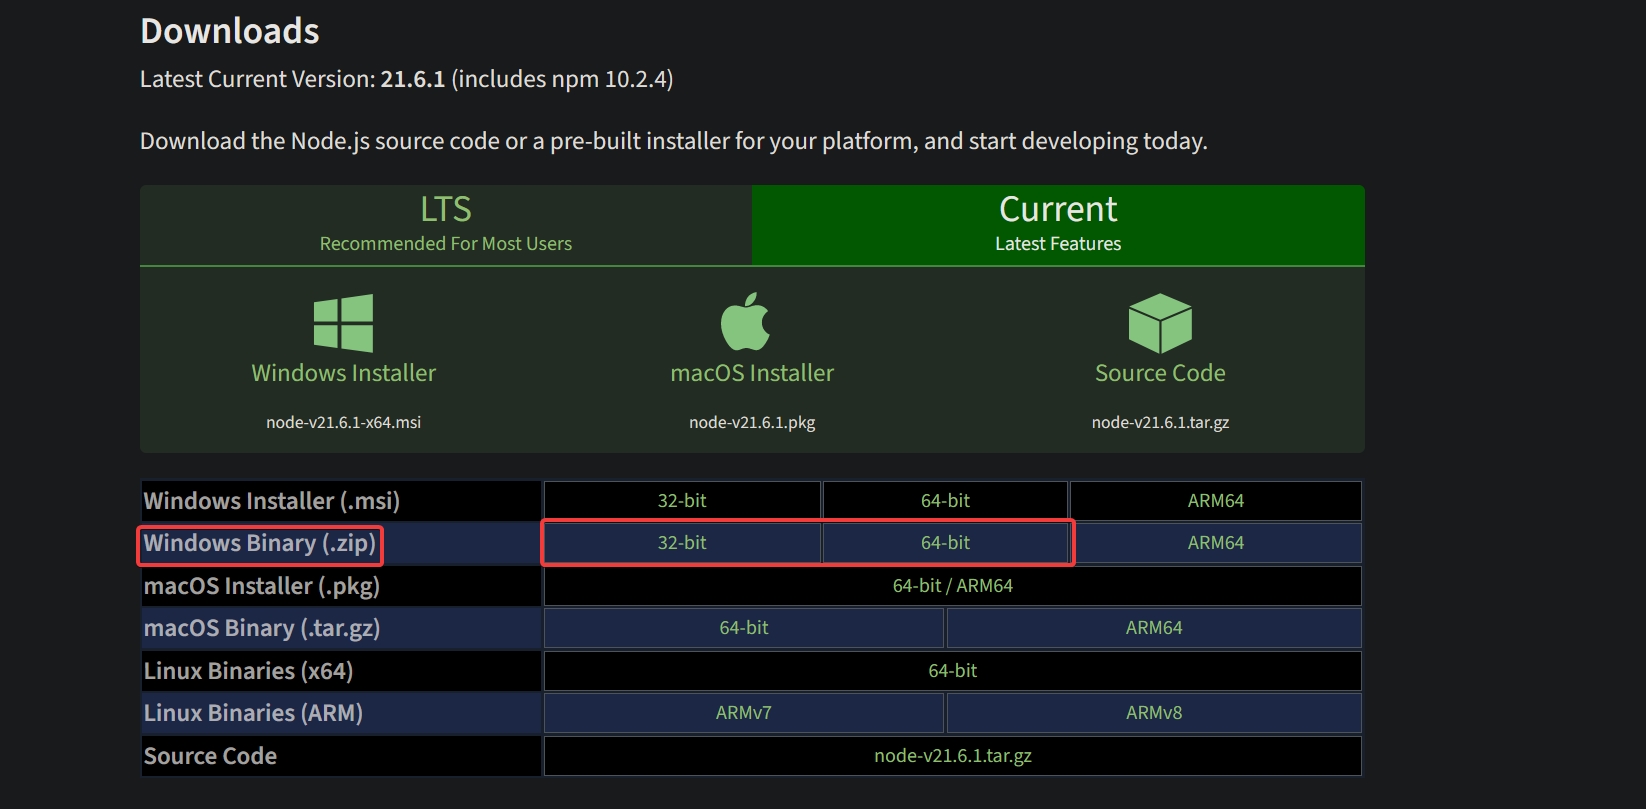 Downloads
Latest Current Version: 21.6.1 (includes npm 10.2.4)
Download the Node.js source code or a pre-built installer for your platform, and start developing today.
LTS
Recommended For Most Users
Current
Latest Features
Windows Installer
node-v21.6.1-x64.msi
macOS Installer
node-v21.6.1.pkg
Source Code
node-v21.6.1.tar.gz
Windows Installer (.msi) 32-bit 64-bit ARM64
Windows Binary (.zip) 32-bit 64-bit ARM64
macOS Installer (.pkg) 64-bit / ARM64
macOS Binary (.tar.gz) 64-bit ARM64
Linux Binaries (x64) 64-bit
Linux Binaries (ARM) ARMv7 ARMv8
Source Code node-v21.6.1.tar.gz